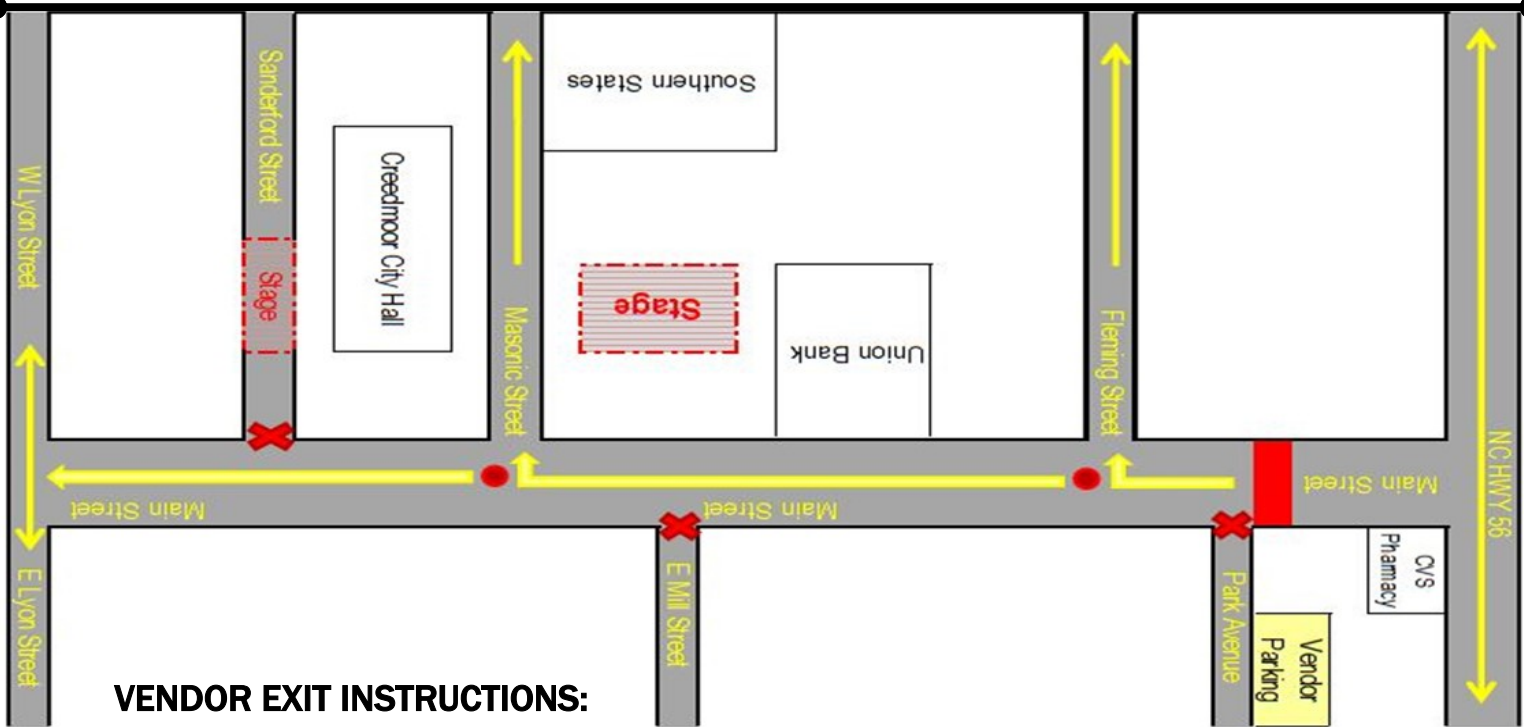 Sanderford Street
Southern States
W Lyon Street
Creedmoor City Hall
Stage
Masonic Street
Stage
Union Bank
Fleming Street
NC HWY 56
Main Street
Main Street
Main Street
E Lyon Street
E Mill Street
Park Avenue
CVS
Pharmacy
Vendor
Parking
VENDOR EXIT INSTRUCTIONS: